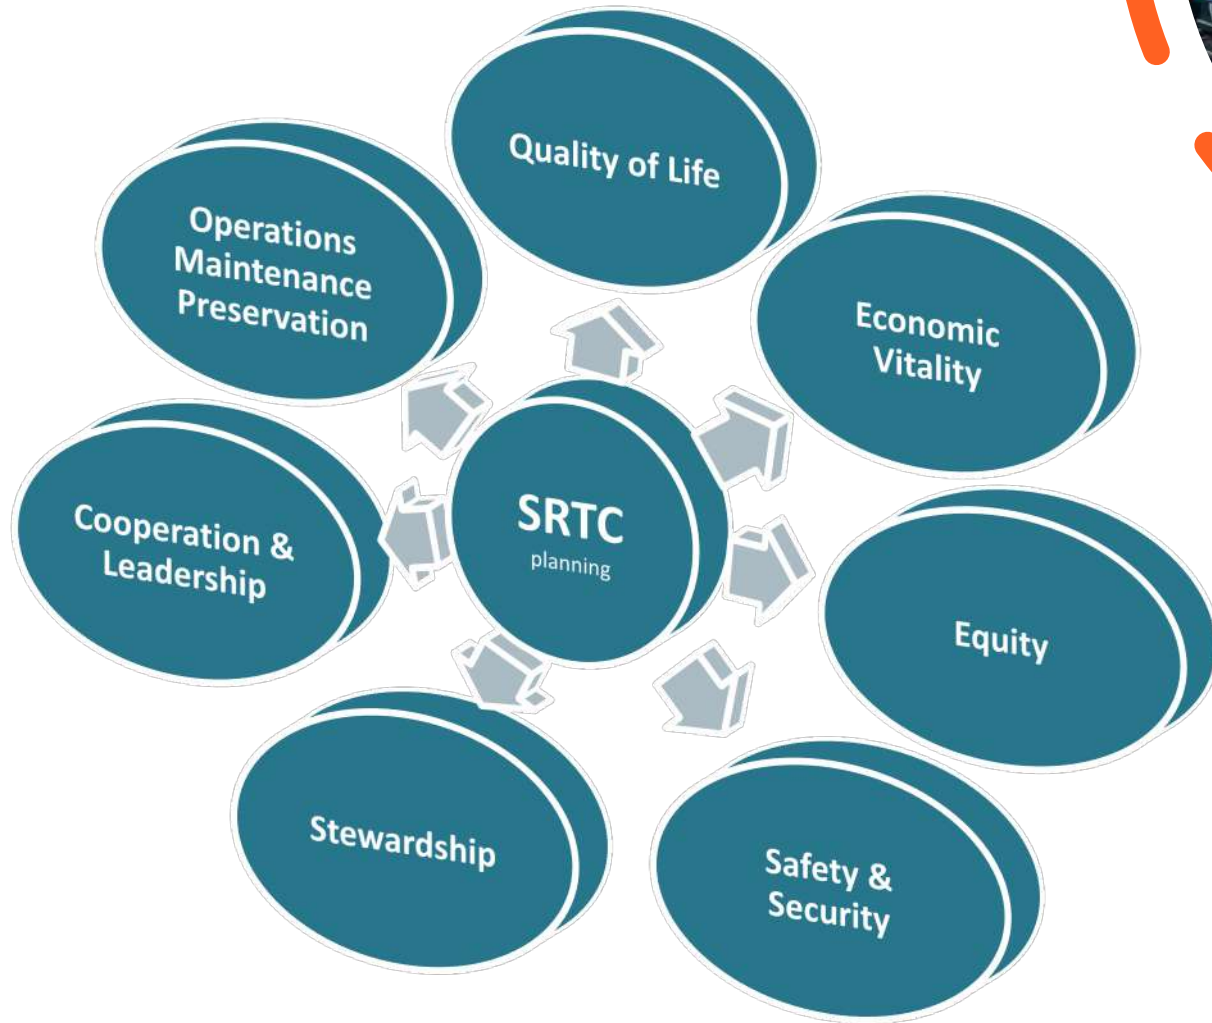 Quality of Life
Operations
Maintenance
Preservation
Economic
Vitality
SRTC
planning
Cooperation &
Leadership
Equity
Stewardship
Safety &
Security